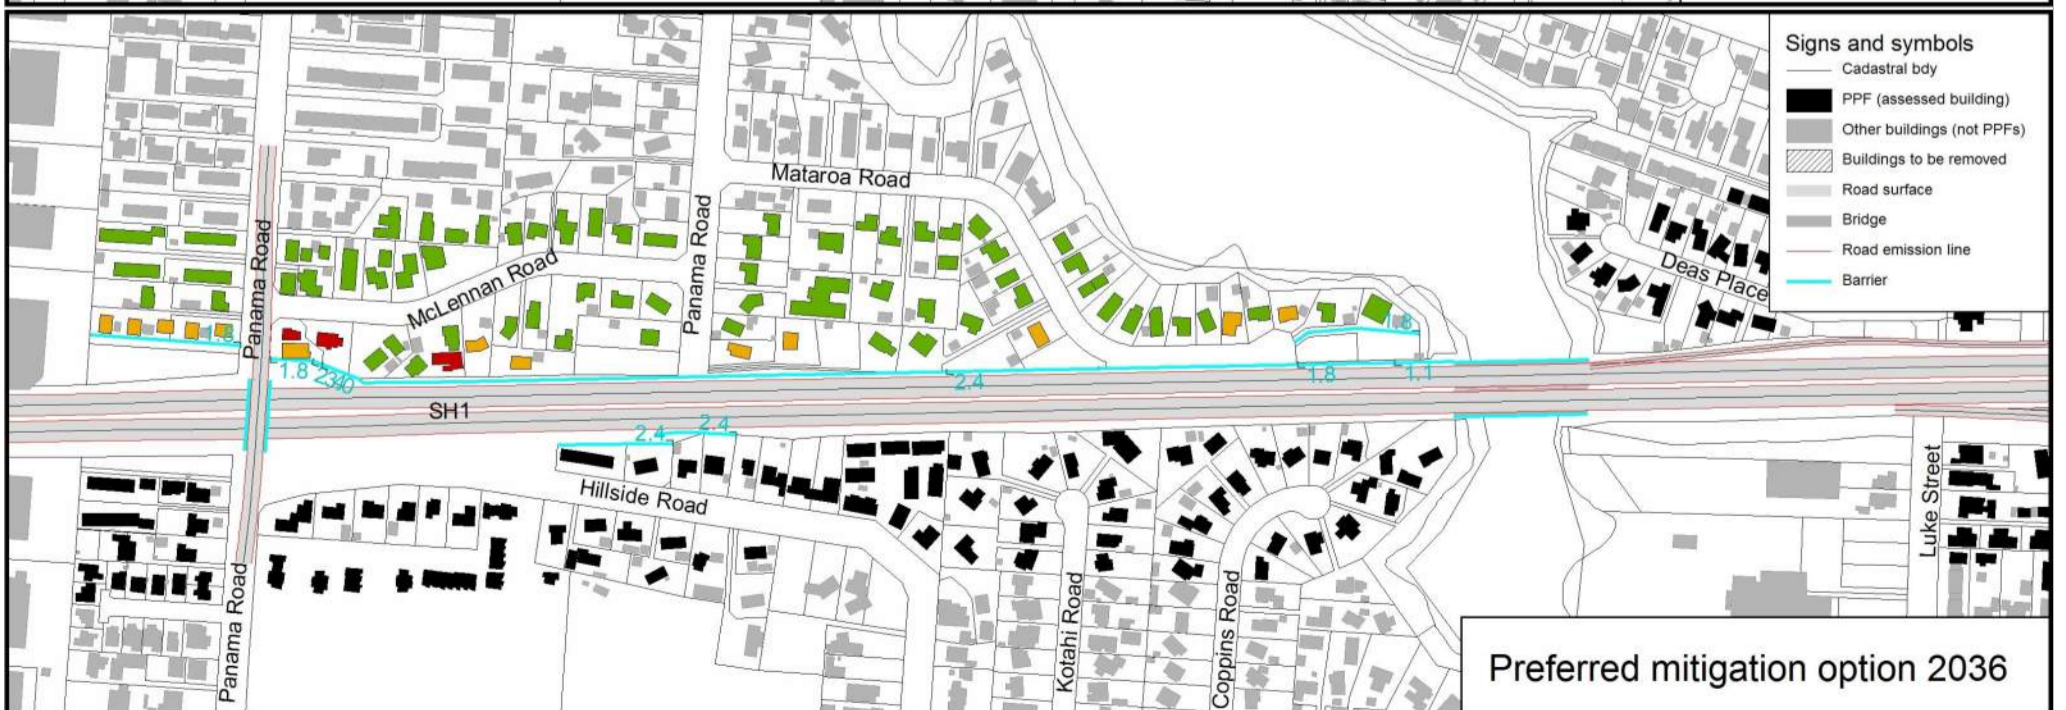 Signs and symbols
Cadastral bdy
PPF (assessed building)
Other buildings (not PPFs)
Buildings to be removed
Road surface
Bridge
Road emission line
Barrier
Mataroa Road
Panama Road
Panama Road
McLennan Road
Deas Place
1.8
1.8
1.8
2.4
1.8
1.1
SH1
2.4
2.4
Hillside Road
Luke Street
Panama Road
Kotahi Road
Coppins Road
Preferred mitigation option 2036